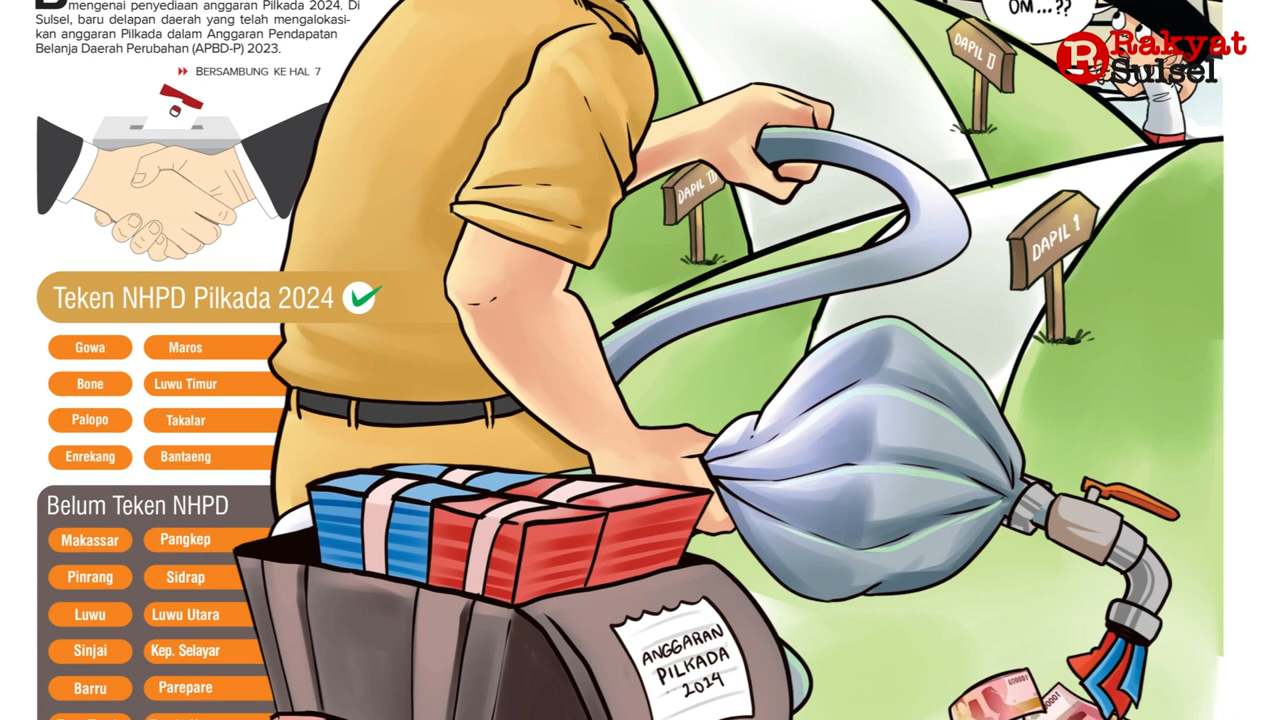 mengenai penyediaan anggaran Pilkada 2024. Di
Sulsel, baru delapan daerah yang telah mengalokasi-
kan anggaran Pilkada dalam Anggaran Pendapatan
Belanja Daerah Perubahan (APBD-P) 2023.
BERSAMBUNG KE HAL 7
Teken NHPD Pilkada 2024
Gowa
Maros
Bone
Luwu Timur
Palopo
Takalar
Enrekang
Bantaeng
Belum Teken NHPD
Makassar
Pangkep
Pinrang
Sidrap
Luwu
Luwu Utara
Sinjai
Kep. Selayar
Barru
Parepare
OM...??
R Rakyat
Sulsel
DAPIL II
DAPIL III
DAPIL 1
ANGGARAN
PILKADA
2024